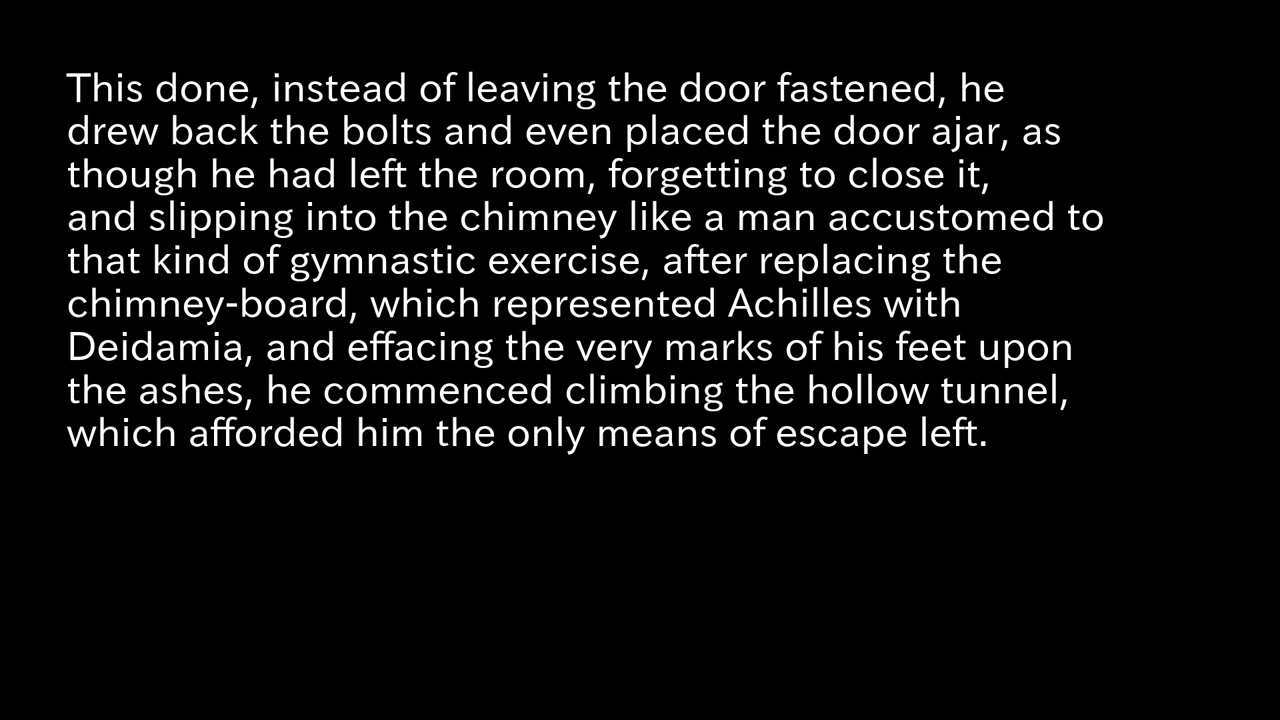 This done, instead of leaving the door fastened, he
drew back the bolts and even placed the door ajar, as
though he had left the room, forgetting to close it,
and slipping into the chimney like a man accustomed to
that kind of gymnastic exercise, after replacing the
chimney-board, which represented Achilles with
Deidamia, and effacing the very marks of his feet upon
the ashes, he commenced climbing the hollow tunnel,
which afforded him the only means of escape left.